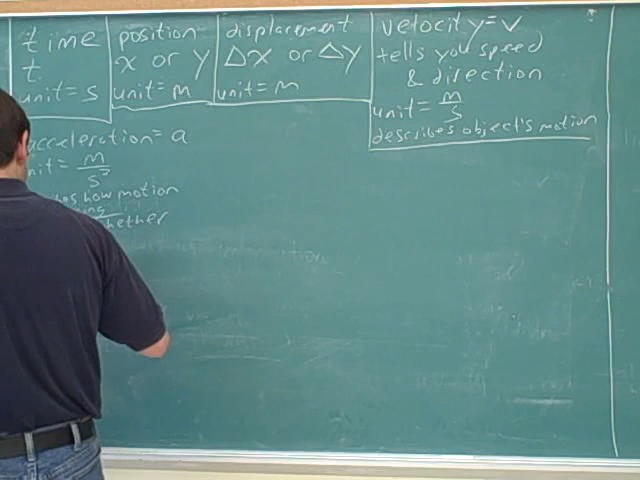 time
t
unit = s
position
x or y
unit = m
displacement
Δx or Δy
unit = m
velocity = v
tells you speed
& direction
unit = m/s
describes object's motion
acceleration = a
unit = m/s²
how motion
whether